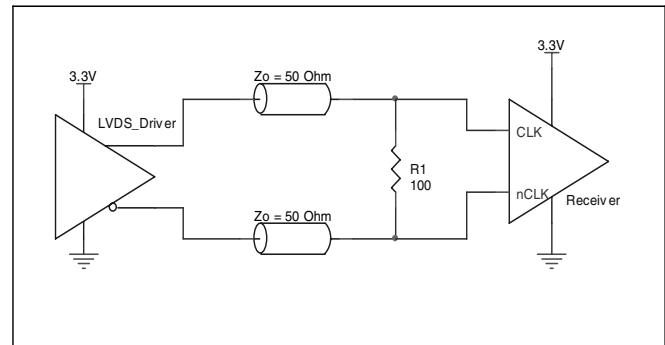 3.3V
3.3V
Zo = 50 Ohm
LVDS_Driver
CLK
R1
100
nCLK
Receiver
Zo = 50 Ohm